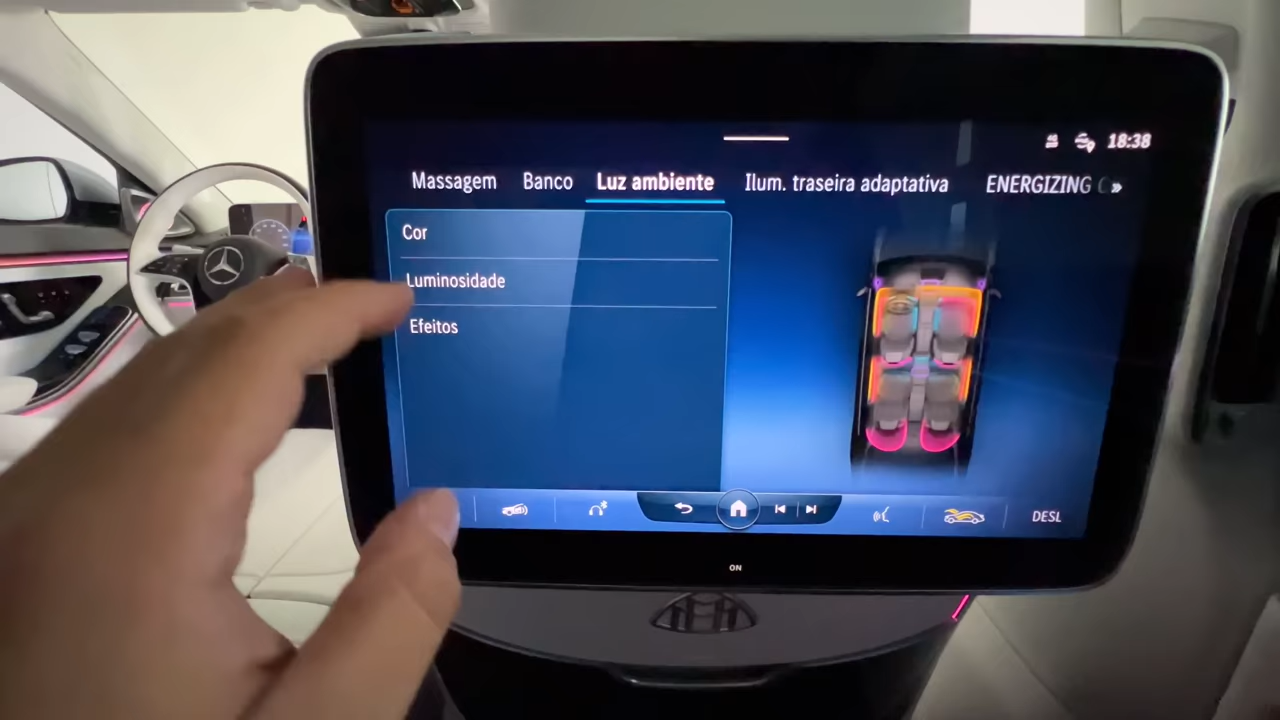 18:38
Massagem Banco Luz ambiente Ilum. traseira adaptativa ENERGIZING
Cor
Luminosidade
Efeitos
DESL
ON